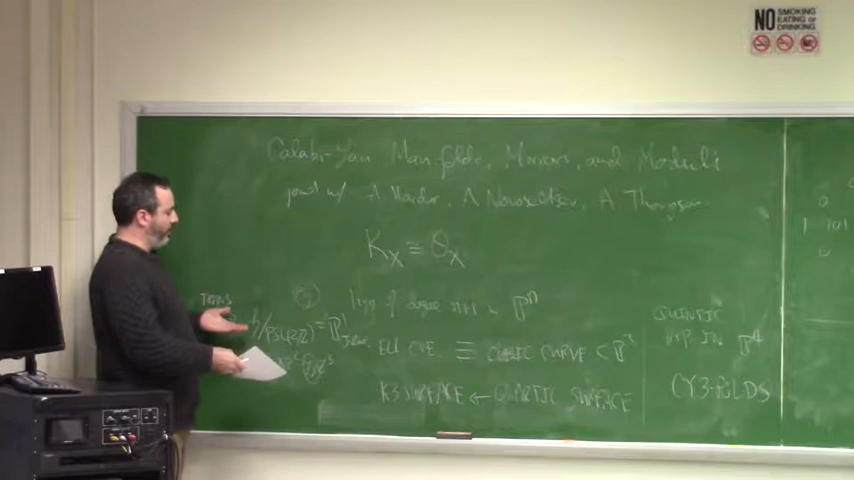 NO SMOKING EATING or DRINKING
Calabi-Yau Manifolds, Mirrors, and Moduli
joint w/ A Harder, A Novoseltsev, A Thompson
K_X ≅ O_X
hyp of degree n+1 in P^n
QUINTIC
HYP IN P^4
ELL CVE ≡ CUBIC CURVE ⊂ P^2
K3 SURFACE ← QUARTIC SURFACE
CY3-FOLDS